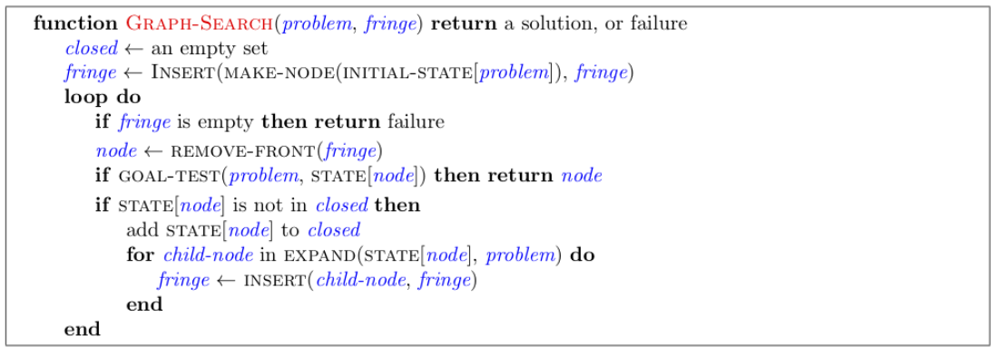 function GRAPH-SEARCH(problem, fringe) return a solution, or failure
closed ← an empty set
fringe ← INSERT(MAKE-NODE(INITIAL-STATE[problem]), fringe)
loop do
if fringe is empty then return failure
node ← REMOVE-FRONT(fringe)
if GOAL-TEST(problem, STATE[node]) then return node
if STATE[node] is not in closed then
add STATE[node] to closed
for child-node in EXPAND(STATE[node], problem) do
fringe ← INSERT(child-node, fringe)
end
end